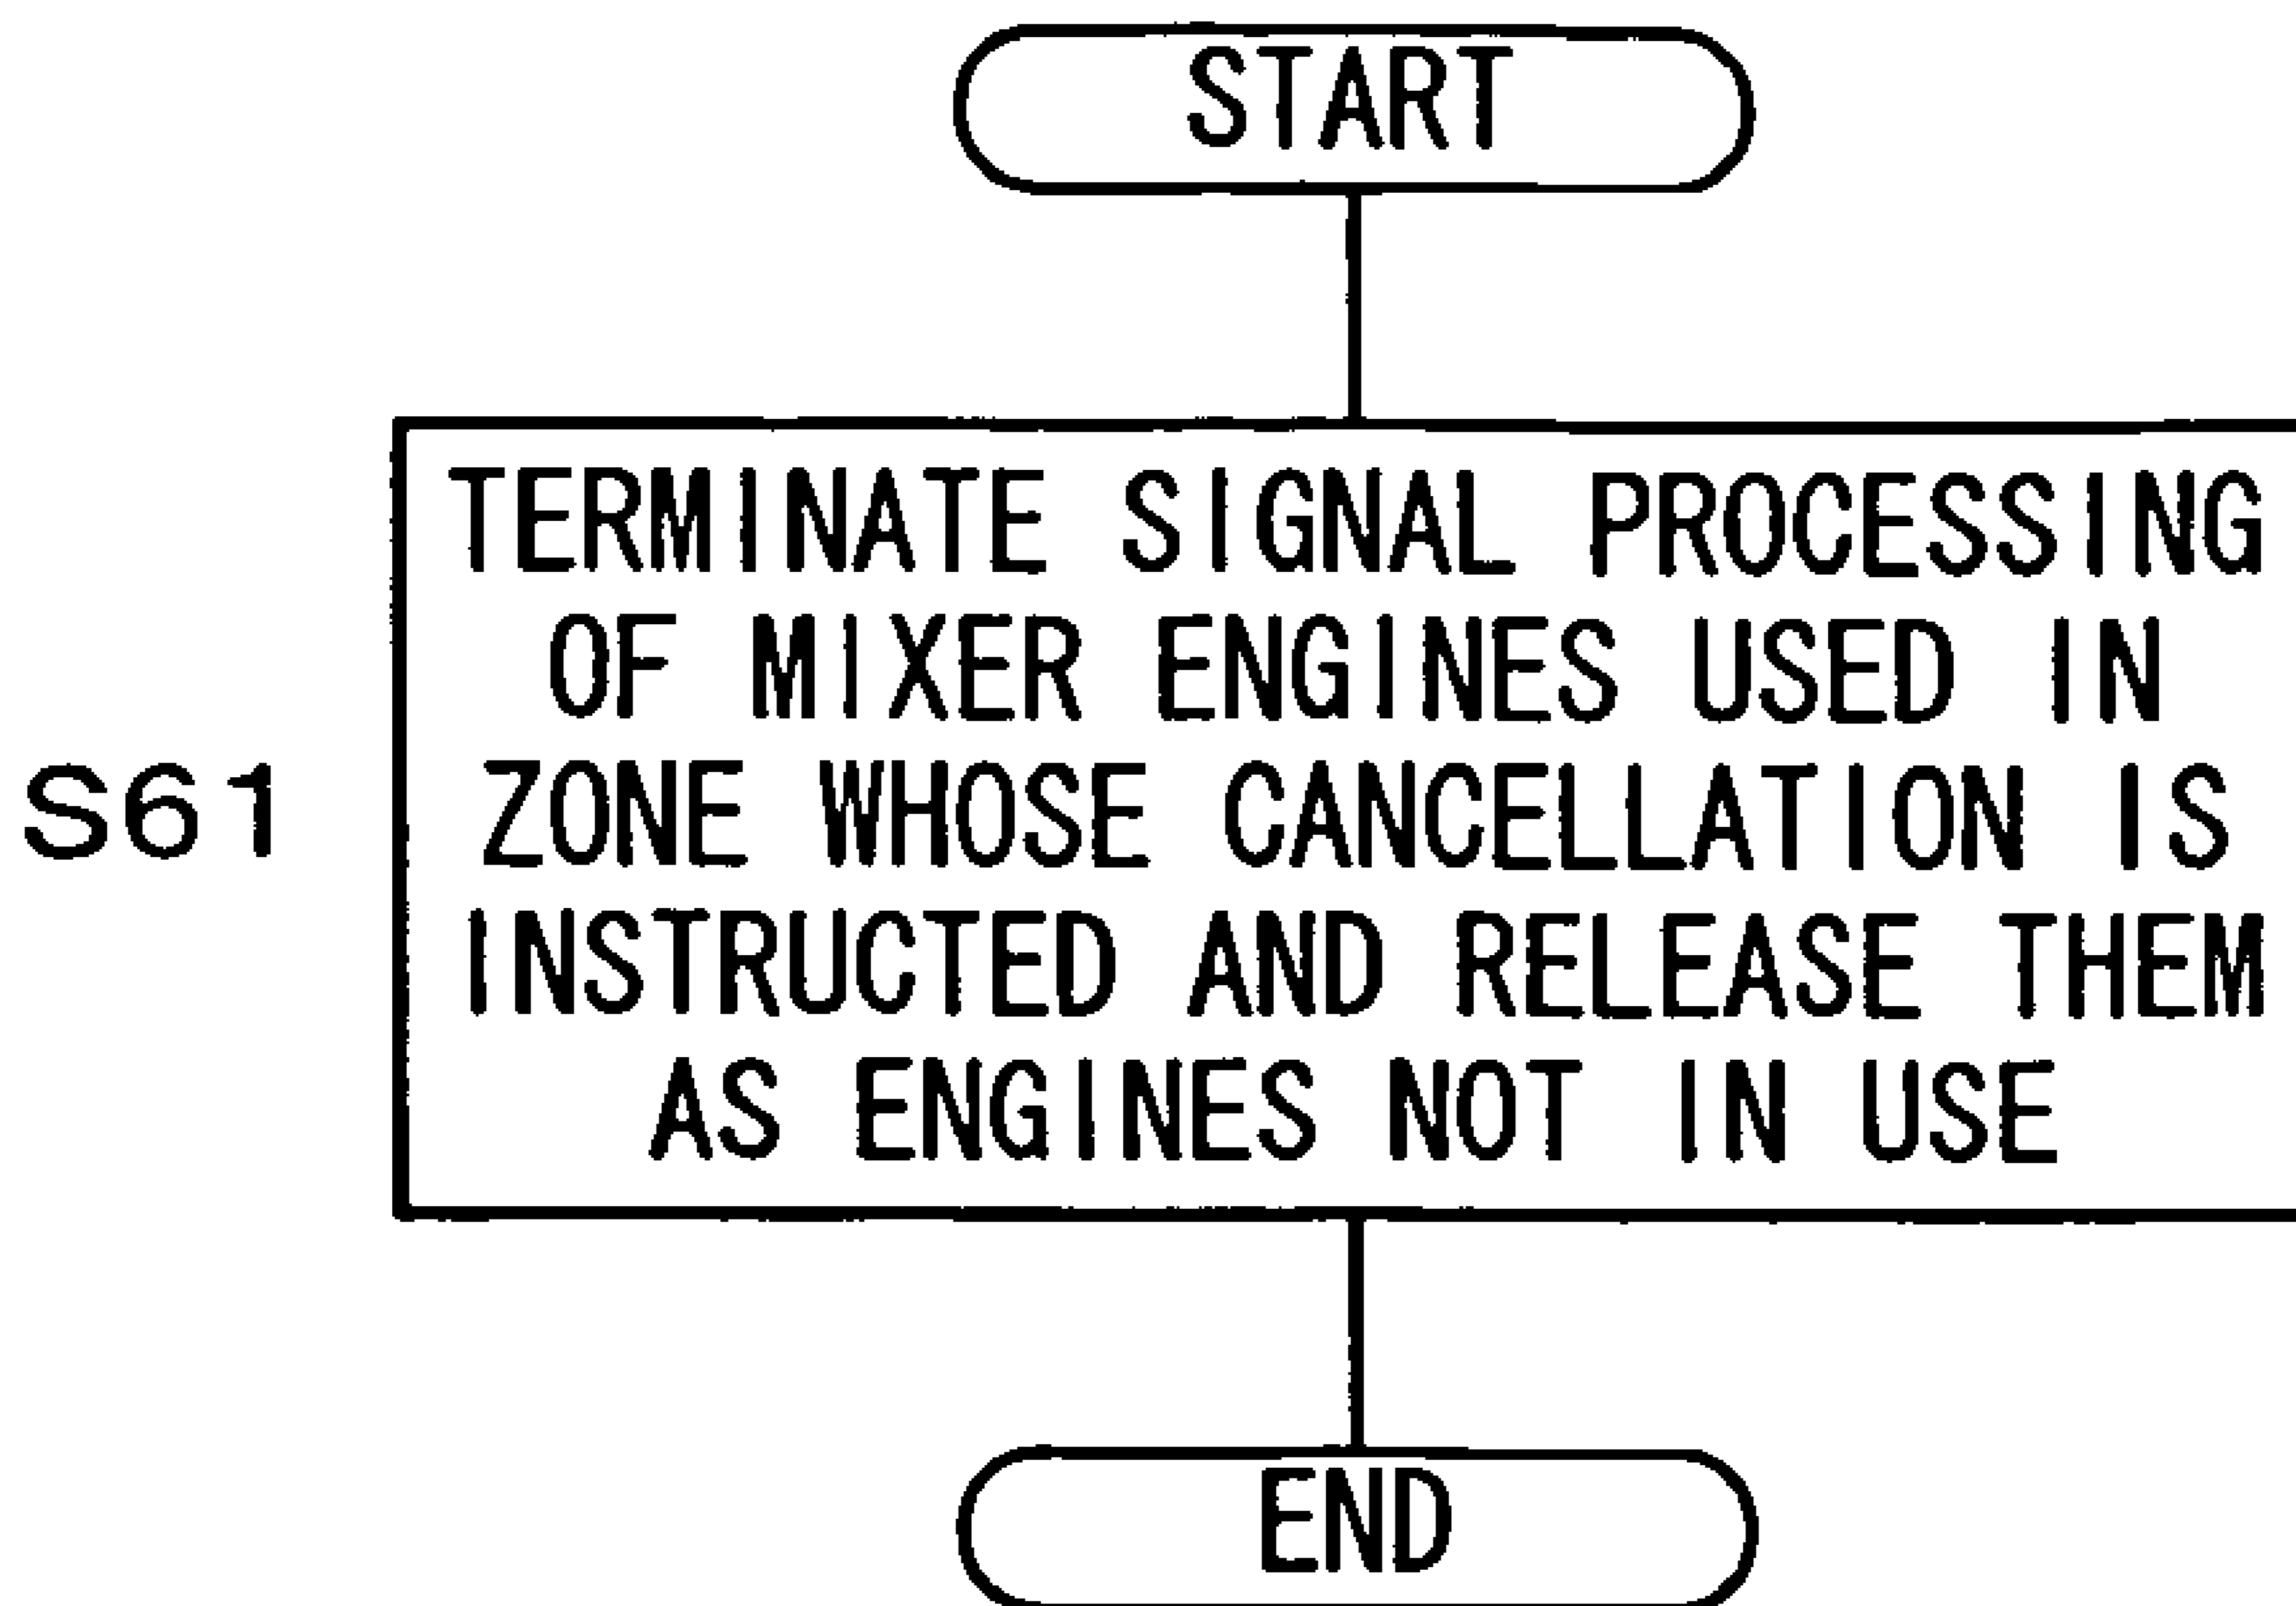 START
TERMINATE SIGNAL PROCESSING
OF MIXER ENGINES USED IN
S61
ZONE WHOSE CANCELLATION IS
INSTRUCTED AND RELEASE THEM
AS ENGINES NOT IN USE
END